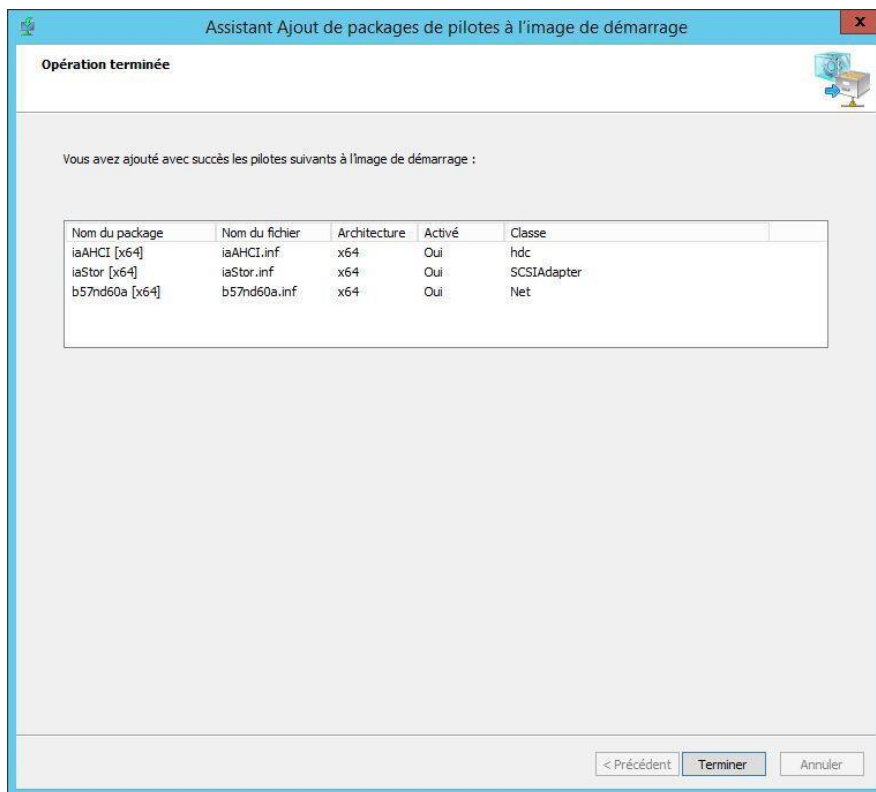 Assistant Ajout de packages de pilotes à l'image de démarrage
x
Opération terminée
Vous avez ajouté avec succès les pilotes suivants à l'image de démarrage :
Nom du package Nom du fichier Architecture Activé Classe
iaAHCI [x64] iaAHCI.inf x64 Oui hdc
iaStor [x64] iaStor.inf x64 Oui SCSIAdapter
b57nd60a [x64] b57nd60a.inf x64 Oui Net
< Précédent Terminer Annuler